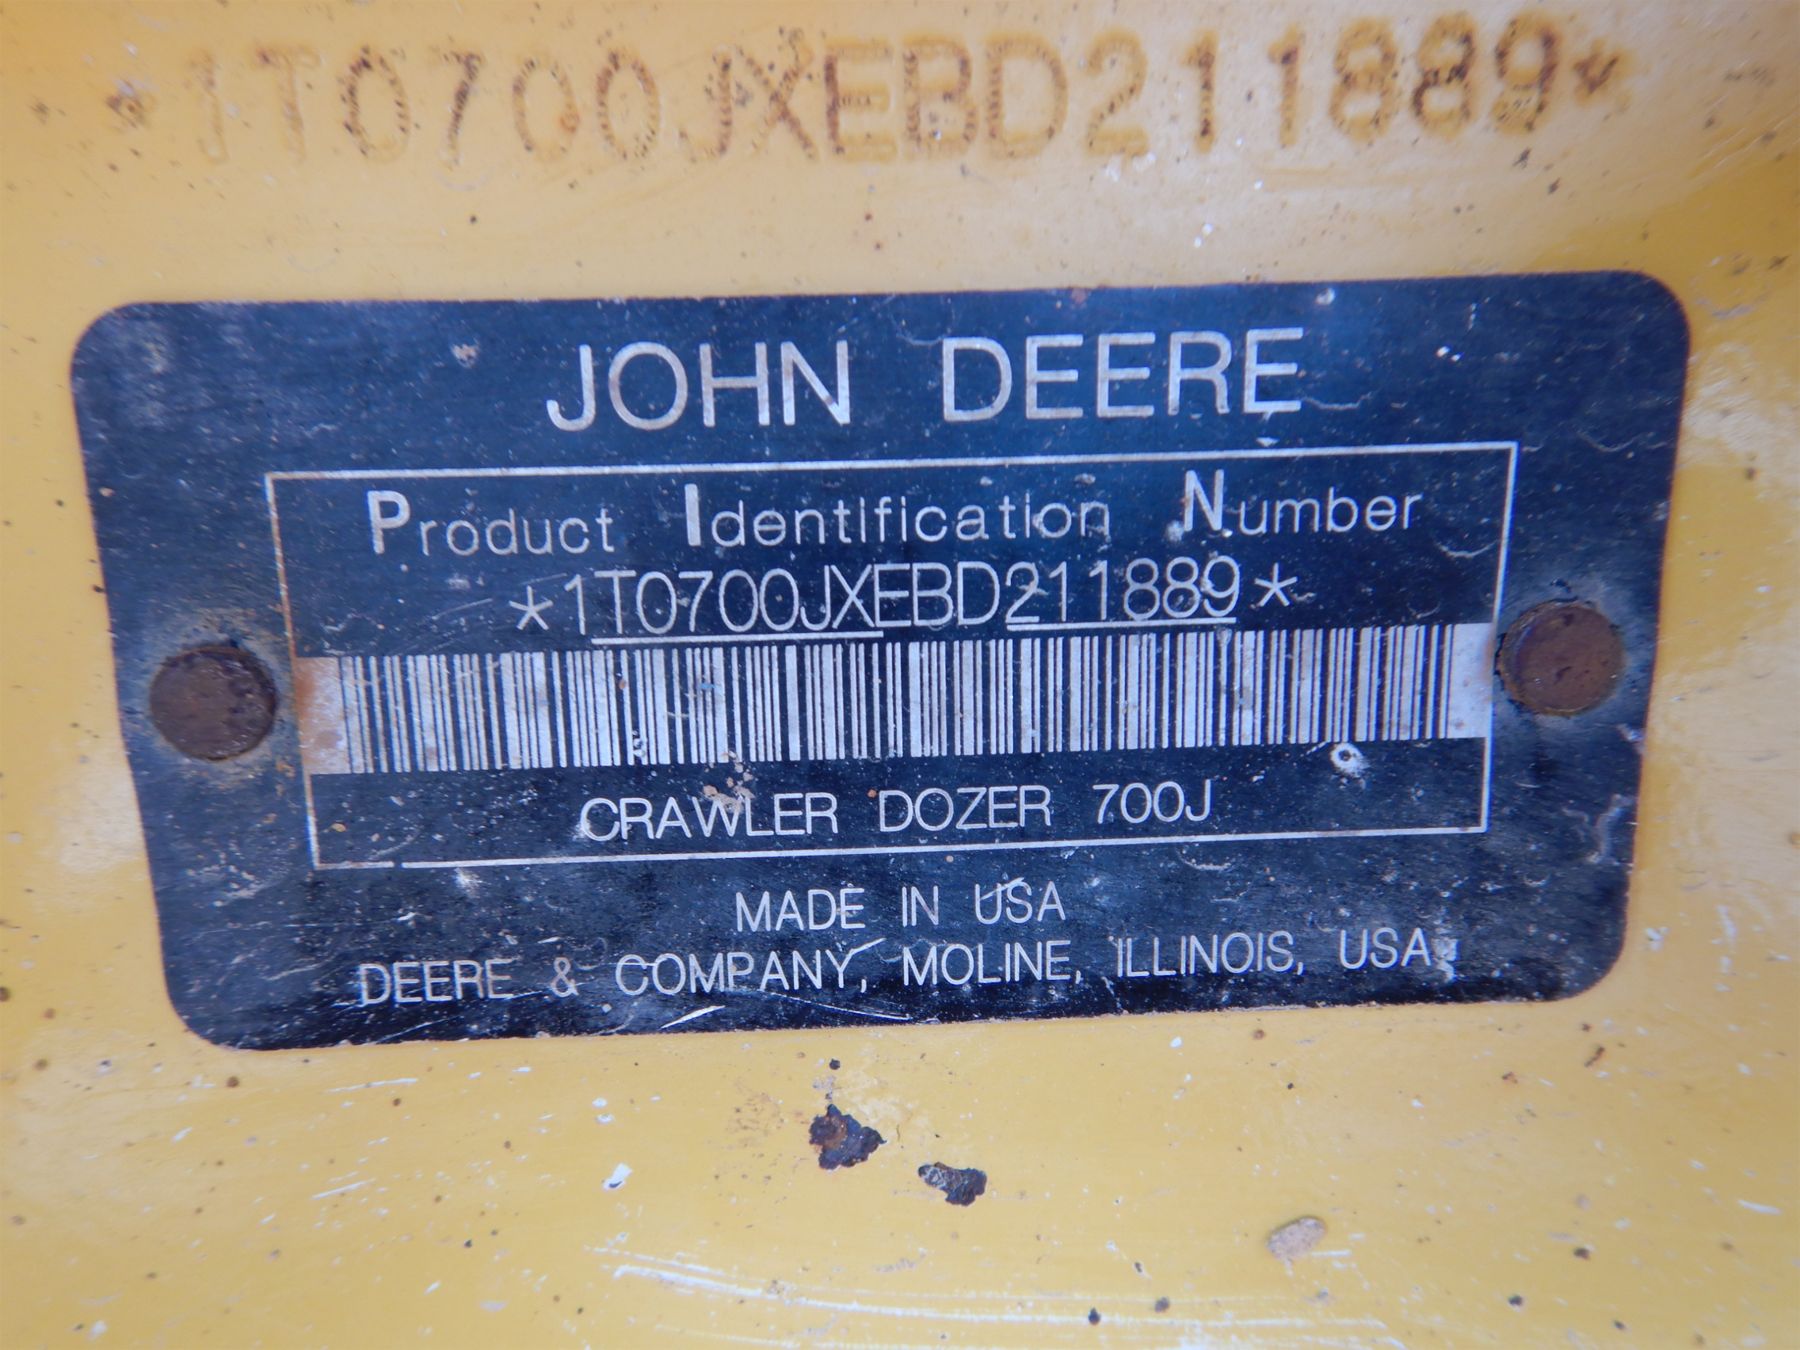 *1T0700JXEBD211889*
JOHN DEERE
Product Identification Number
*1T0700JXEBD211889*
CRAWLER DOZER 700J
MADE IN USA
DEERE & COMPANY, MOLINE, ILLINOIS, USA